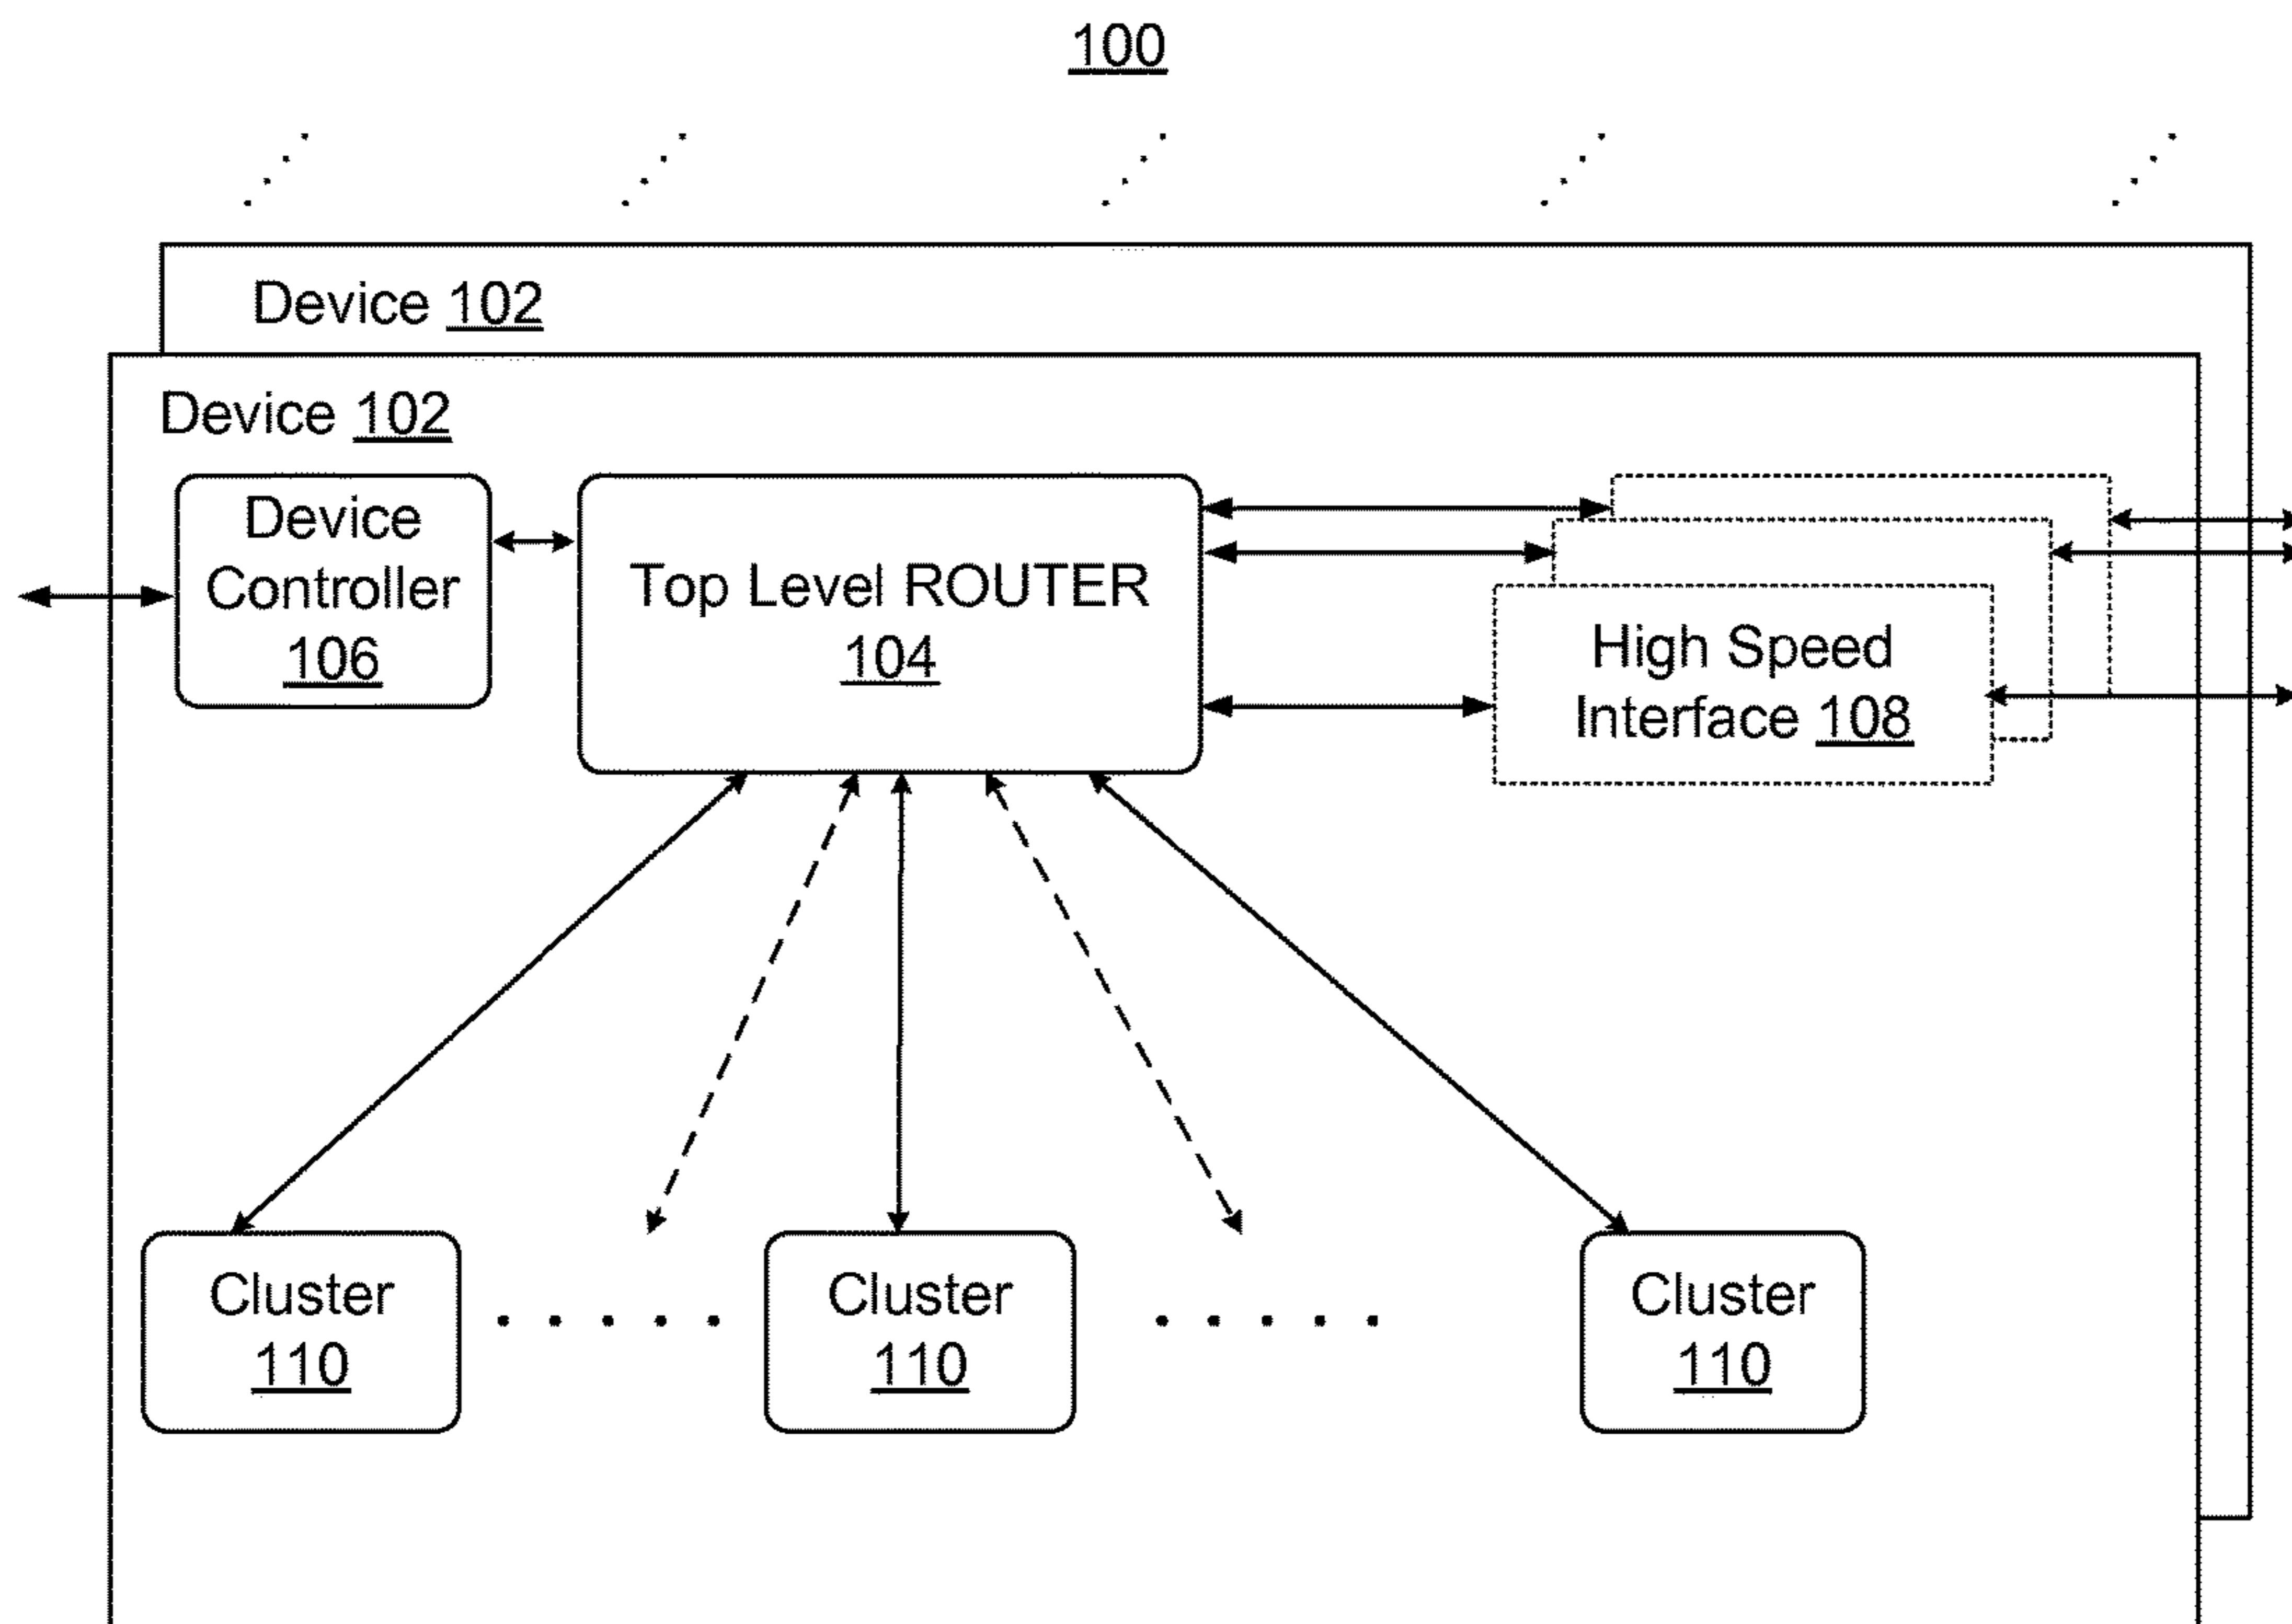 100
Device 102
Device 102
Device
Controller
106
Top Level ROUTER
104
High Speed
Interface 108
Cluster
110
Cluster
110
Cluster
110